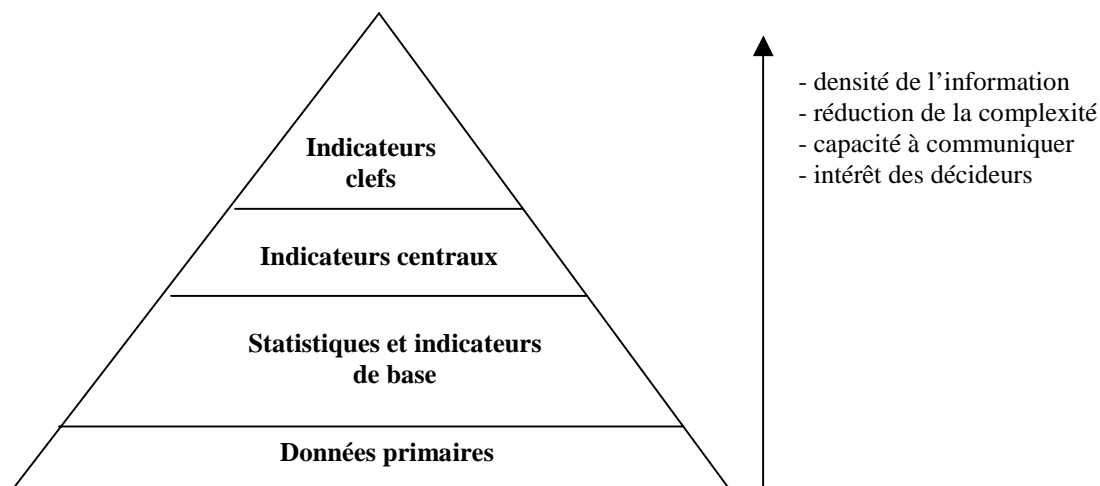 Indicateurs
clefs
Indicateurs centraux
Statistiques et indicateurs
de base
Données primaires
- densité de l’information
- réduction de la complexité
- capacité à communiquer
- intérêt des décideurs